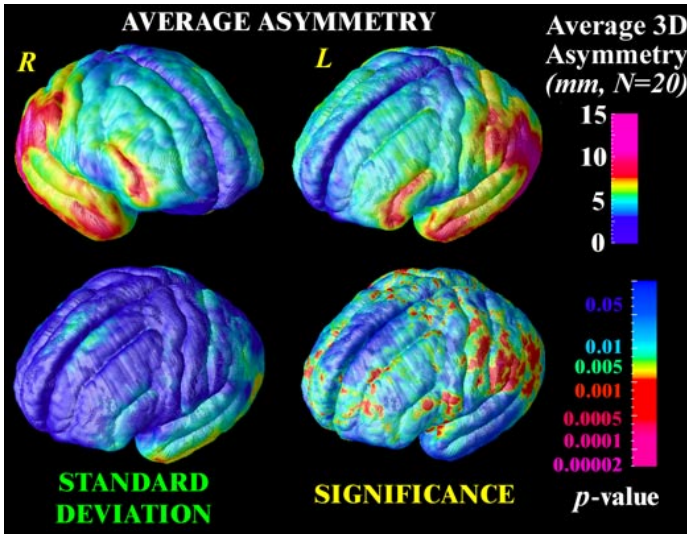 AVERAGE ASYMMETRY
R
L
Average 3D
Asymmetry
(mm, N=20)
15
10
5
0
0.05
0.01
0.005
0.001
0.0005
0.0001
0.00002
p-value
STANDARD
DEVIATION
SIGNIFICANCE